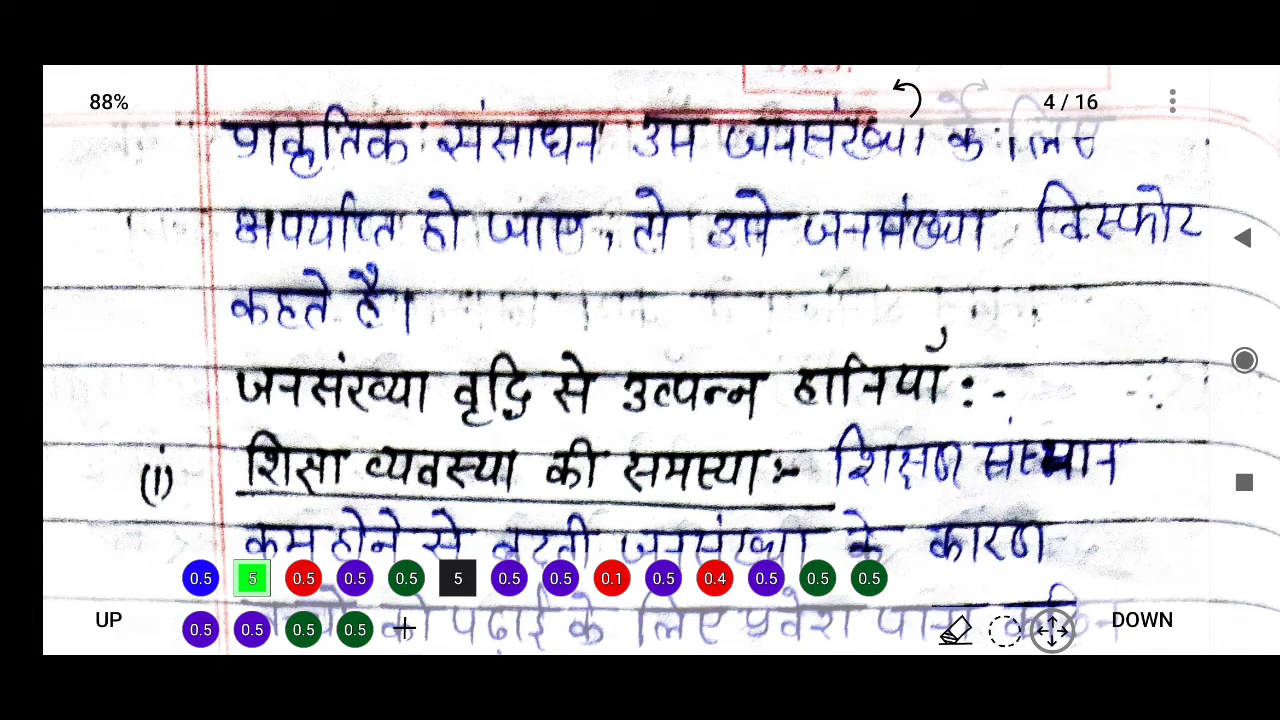 88%
4 / 16
प्राकृतिक संसाधन उस जनसंख्या के लिए
अपर्याप्त हो जाए, तो उसे जनसंख्या विस्फोट
कहते है।
जनसंख्या वृद्धि से उत्पन्न हानियाँ :-
(i) शिक्षा व्यवस्था की समस्या :- शिक्षण संस्थान
कम होने से बढ़ती जनसंख्या के कारण
0.5 5 0.5 0.5 0.5 5 0.5 0.5 0.1 0.5 0.4 0.5 0.5 0.5
को पढ़ाई के लिए प्रवेश पाना कठिन
UP 0.5 0.5 0.5 0.5 + DOWN